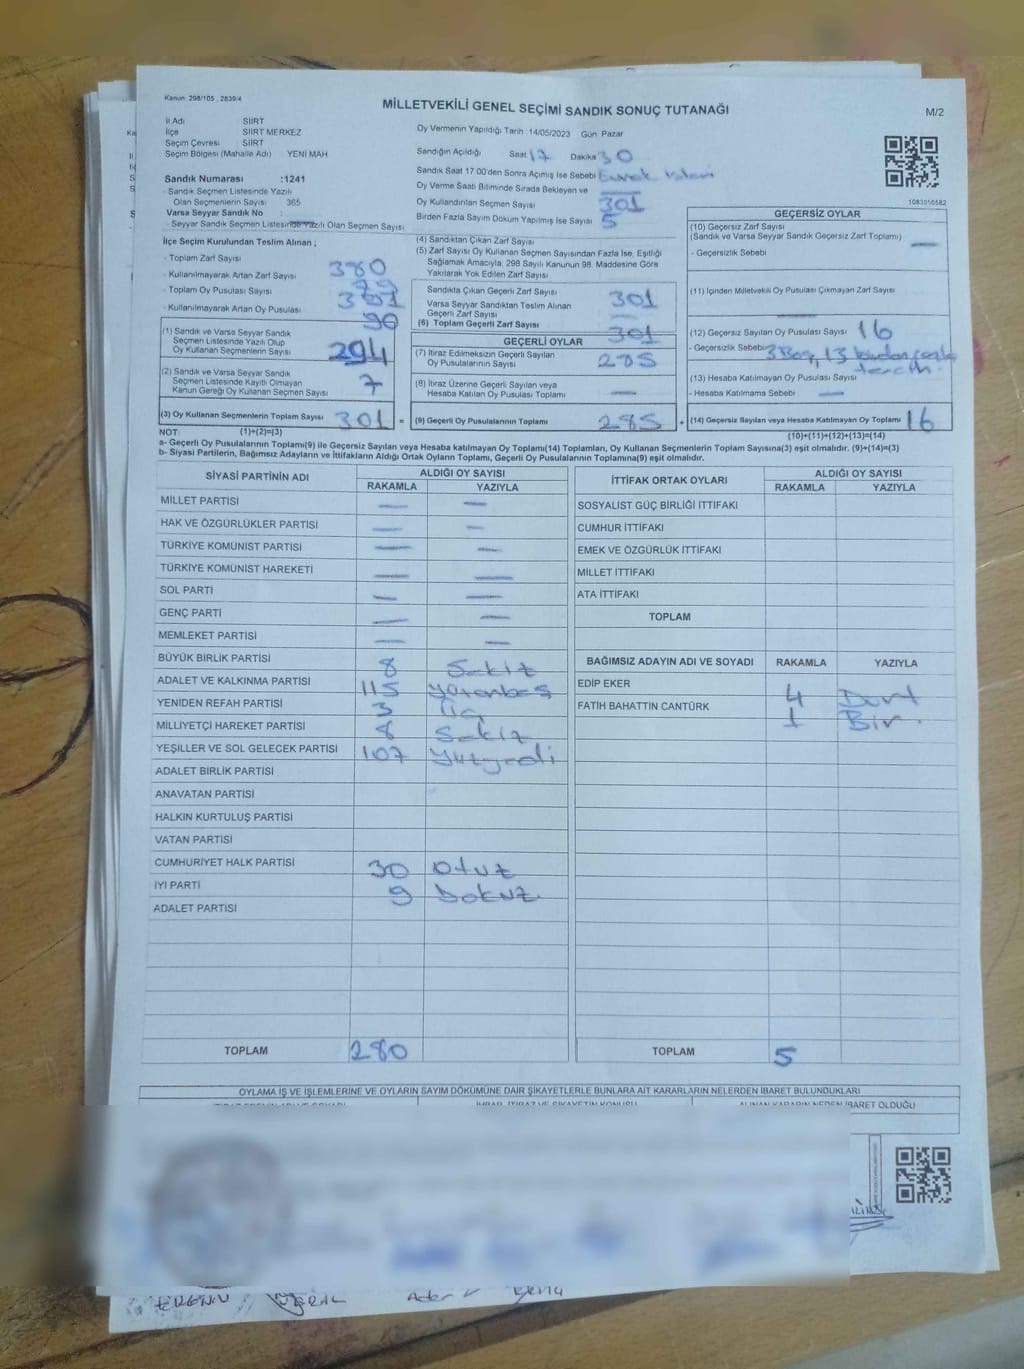 Kanun: 298/105 , 2839/4
MİLLETVEKİLİ GENEL SEÇİMİ SANDIK SONUÇ TUTANAĞI
M/2
İl Adı SİİRT
İlçe SİİRT MERKEZ
Seçim Çevresi SİİRT
Seçim Bölgesi (Mahalle Adı) YENİ MAH
Sandık Numarası :1241
- Sandık Seçmen Listesinde Yazılı
Olan Seçmenlerin Sayısı 365
Varsa Seyyar Sandık No
- Seyyar Sandık Seçmen Listesinde Yazılı Olan Seçmen Sayısı
Oy Vermenin Yapıldığı Tarih :14/05/2023 Gün: Pazar
Sandığın Açıldığı Saat 17 Dakika 30
Sandık Saat 17.00'den Sonra Açılmış İse Sebebi
Oy Verme Saati Bitiminde Sırada Bekleyen ve
Oy Kullandırılan Seçmen Sayısı 301
Birden Fazla Sayım Döküm Yapılmış İse Sayısı 5
1083950582
İlçe Seçim Kurulundan Teslim Alınan ;
- Toplam Zarf Sayısı 380
- Kullanılmayarak Artan Zarf Sayısı 79
- Toplam Oy Pusulası Sayısı
- Kullanılmayarak Artan Oy Pusulası 90
(1) Sandık ve Varsa Seyyar Sandık
Seçmen Listesinde Yazılı Olup
Oy Kullanan Seçmenlerin Sayısı 294
(2) Sandık ve Varsa Seyyar Sandık
Seçmen Listesinde Kayıtlı Olmayan
Kanun Gereği Oy Kullanan Seçmen Sayısı 7
(3) Oy Kullanan Seçmenlerin Toplam Sayısı 301 =
(4) Sandıktan Çıkan Zarf Sayısı
(5) Zarf Sayısı Oy Kullanan Seçmen Sayısından Fazla İse, Eşitliği
Sağlamak Amacıyla, 298 Sayılı Kanunun 98. Maddesine Göre
Yakılarak Yok Edilen Zarf Sayısı
Sandıkta Çıkan Geçerli Zarf Sayısı 301
Varsa Seyyar Sandıktan Teslim Alınan
Geçerli Zarf Sayısı —
(6) Toplam Geçerli Zarf Sayısı 301
GEÇERLİ OYLAR
(7) İtiraz Edilmeksizin Geçerli Sayılan
Oy Pusulalarının Sayısı 285
(8) İtiraz Üzerine Geçerli Sayılan veya
Hesaba Katılan Oy Pusulası Toplamı —
(9) Geçerli Oy Pusulalarının Toplamı 285 +
GEÇERSİZ OYLAR
(10) Geçersiz Zarf Sayısı
(Sandık ve Varsa Seyyar Sandık Geçersiz Zarf Toplamı) —
- Geçersizlik Sebebi
(11) İçinden Milletvekili Oy Pusulası Çıkmayan Zarf Sayısı
—
(12) Geçersiz Sayılan Oy Pusulası Sayısı 16
- Geçersizlik Sebebi 3 Boş, 13 birden fazla
tercih.
(13) Hesaba Katılmayan Oy Pusulası Sayısı
- Hesaba Katılmama Sebebi —
(14) Geçersiz Sayılan veya Hesaba Katılmayan Oy Toplamı 16
NOT: (1)+(2)=(3)
(10)+(11)+(12)+(13)=(14)
a- Geçerli Oy Pusulalarının Toplamı(9) ile Geçersiz Sayılan veya Hesaba katılmayan Oy Toplamı(14) Toplamları, Oy Kullanan Seçmenlerin Toplam Sayısına(3) eşit olmalıdır. (9)+(14)=(3)
b- Siyasi Partilerin, Bağımsız Adayların ve İttifakların Aldığı Ortak Oyların Toplamı, Geçerli Oy Pusulalarının Toplamına(9) eşit olmalıdır.
SİYASİ PARTİNİN ADI ALDIĞI OY SAYISI
RAKAMLA YAZIYLA
MİLLET PARTİSİ — —
HAK VE ÖZGÜRLÜKLER PARTİSİ — —
TÜRKİYE KOMÜNİST PARTİSİ — —
TÜRKİYE KOMÜNİST HAREKETİ — —
SOL PARTİ — —
GENÇ PARTİ — —
MEMLEKET PARTİSİ — —
BÜYÜK BİRLİK PARTİSİ 8 Sekiz
ADALET VE KALKINMA PARTİSİ 115 Yüzonbeş
YENİDEN REFAH PARTİSİ 3 Üç
MİLLİYETÇİ HAREKET PARTİSİ 8 Sekiz
YEŞİLLER VE SOL GELECEK PARTİSİ 107 Yüzyedi
ADALET BİRLİK PARTİSİ
ANAVATAN PARTİSİ
HALKIN KURTULUŞ PARTİSİ
VATAN PARTİSİ
CUMHURİYET HALK PARTİSİ 30 Otuz
İYİ PARTİ 9 Dokuz
ADALET PARTİSİ
TOPLAM 280
İTTİFAK ORTAK OYLARI ALDIĞI OY SAYISI
RAKAMLA YAZIYLA
SOSYALİST GÜÇ BİRLİĞİ İTTİFAKI
CUMHUR İTTİFAKI
EMEK VE ÖZGÜRLÜK İTTİFAKI
MİLLET İTTİFAKI
ATA İTTİFAKI
TOPLAM
BAĞIMSIZ ADAYIN ADI VE SOYADI RAKAMLA YAZIYLA
EDİP EKER 4 Dört
FATİH BAHATTİN CANTÜRK 1 Bir.
TOPLAM 5
OYLAMA İŞ VE İŞLEMLERİNE VE OYLARIN SAYIM DÖKÜMÜNE DAİR ŞİKAYETLERLE BUNLARA AİT KARARLARIN NELERDEN İBARET BULUNDUKLARI
ALINAN KARARIN NEDEN İBARET OLDUĞU